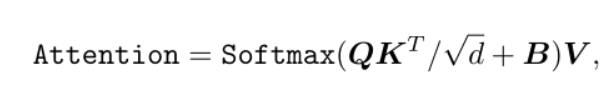 Attention = Softmax(QK^T/√d + B)V,